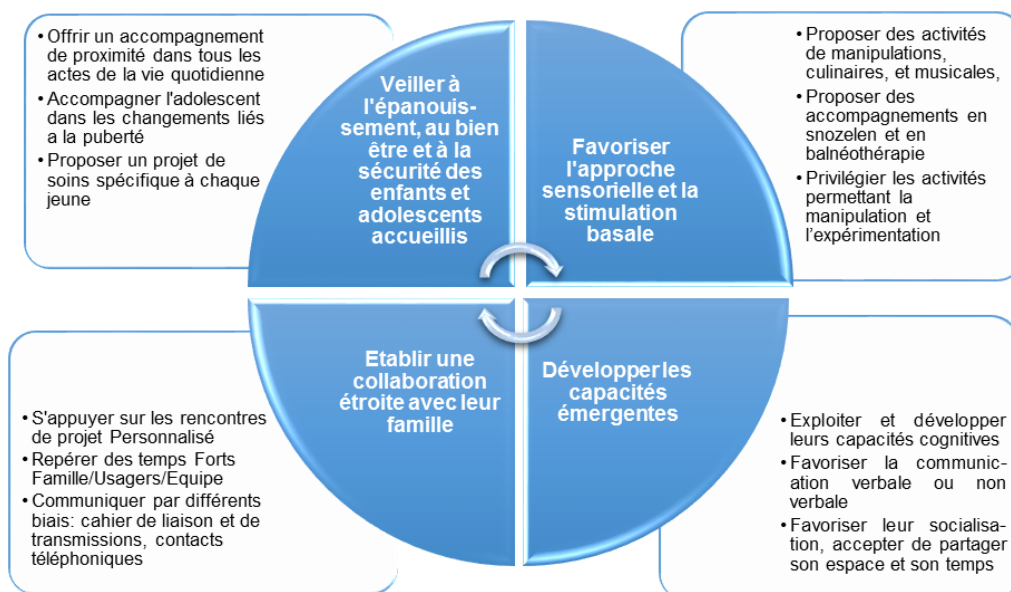 • Offrir un accompagnement
de proximité dans tous les
actes de la vie quotidienne
• Accompagner l'adolescent
dans les changements liés
a la puberté
• Proposer un projet de
soins spécifique à chaque
jeune
Veiller à
l'épanouis-
sement, au bien
être et à la
sécurité des
enfants et
adolescents
accueillis
Favoriser
l'approche
sensorielle et la
stimulation
basale
• Proposer des activités
de manipulations,
culinaires, et musicales,
• Proposer des
accompagnements en
snozelen et en
balnéothérapie
• Privilégier les activités
permettant la
manipulation et
l'expérimentation
• S'appuyer sur les rencontres
de projet Personnalisé
• Repérer des temps Forts
Famille/Usagers/Equipe
• Communiquer par différents
biais: cahier de liaison et de
transmissions, contacts
téléphoniques
Etablir une
collaboration
étroite avec leur
famille
Développer les
capacités
émergentes
• Exploiter et développer
leurs capacités cognitives
• Favoriser la communic-
ation verbale ou non
verbale
• Favoriser leur socialisa-
tion, accepter de partager
son espace et son temps